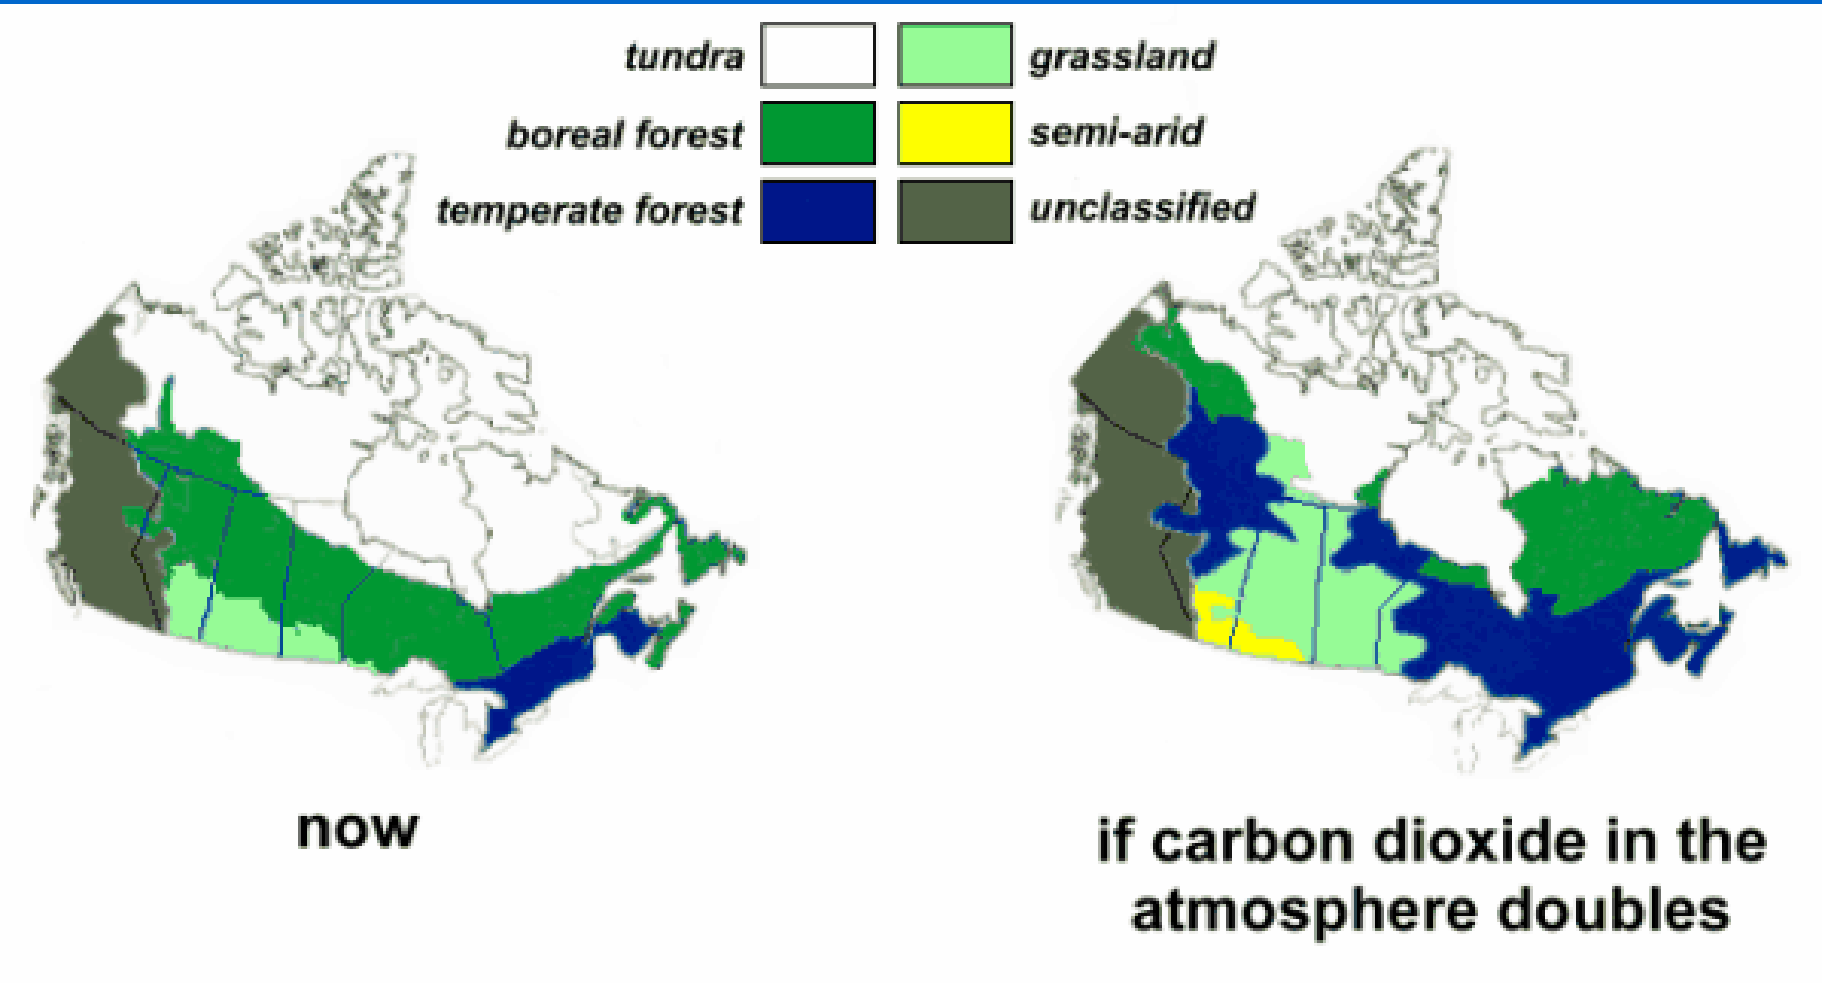 tundra
grassland
boreal forest
semi-arid
temperate forest
unclassified
now
if carbon dioxide in the
atmosphere doubles